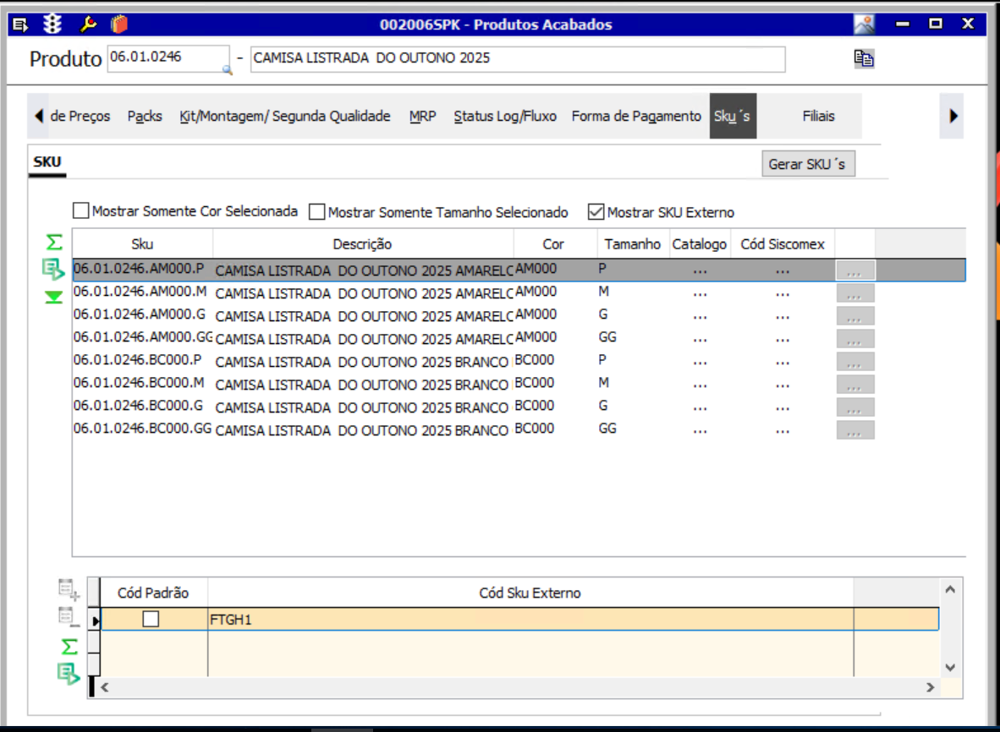 002006SPK - Produtos Acabados
Produto 06.01.0246 - CAMISA LISTRADA DO OUTONO 2025
de Preços Packs Kit/Montagem/ Segunda Qualidade MRP Status Log/Fluxo Forma de Pagamento Sku´s Filiais
SKU
Gerar SKU´s
Mostrar Somente Cor Selecionada Mostrar Somente Tamanho Selecionado Mostrar SKU Externo
Sku Descrição Cor Tamanho Catalogo Cód Siscomex
06.01.0246.AM000.P CAMISA LISTRADA DO OUTONO 2025 AMARELO AM000 P ... ... ...
06.01.0246.AM000.M CAMISA LISTRADA DO OUTONO 2025 AMARELO AM000 M ... ... ...
06.01.0246.AM000.G CAMISA LISTRADA DO OUTONO 2025 AMARELO AM000 G ... ... ...
06.01.0246.AM000.GG CAMISA LISTRADA DO OUTONO 2025 AMARELO AM000 GG ... ... ...
06.01.0246.BC000.P CAMISA LISTRADA DO OUTONO 2025 BRANCO BC000 P ... ... ...
06.01.0246.BC000.M CAMISA LISTRADA DO OUTONO 2025 BRANCO BC000 M ... ... ...
06.01.0246.BC000.G CAMISA LISTRADA DO OUTONO 2025 BRANCO BC000 G ... ... ...
06.01.0246.BC000.GG CAMISA LISTRADA DO OUTONO 2025 BRANCO BC000 GG ... ... ...
Cód Padrão Cód Sku Externo
FTGH1